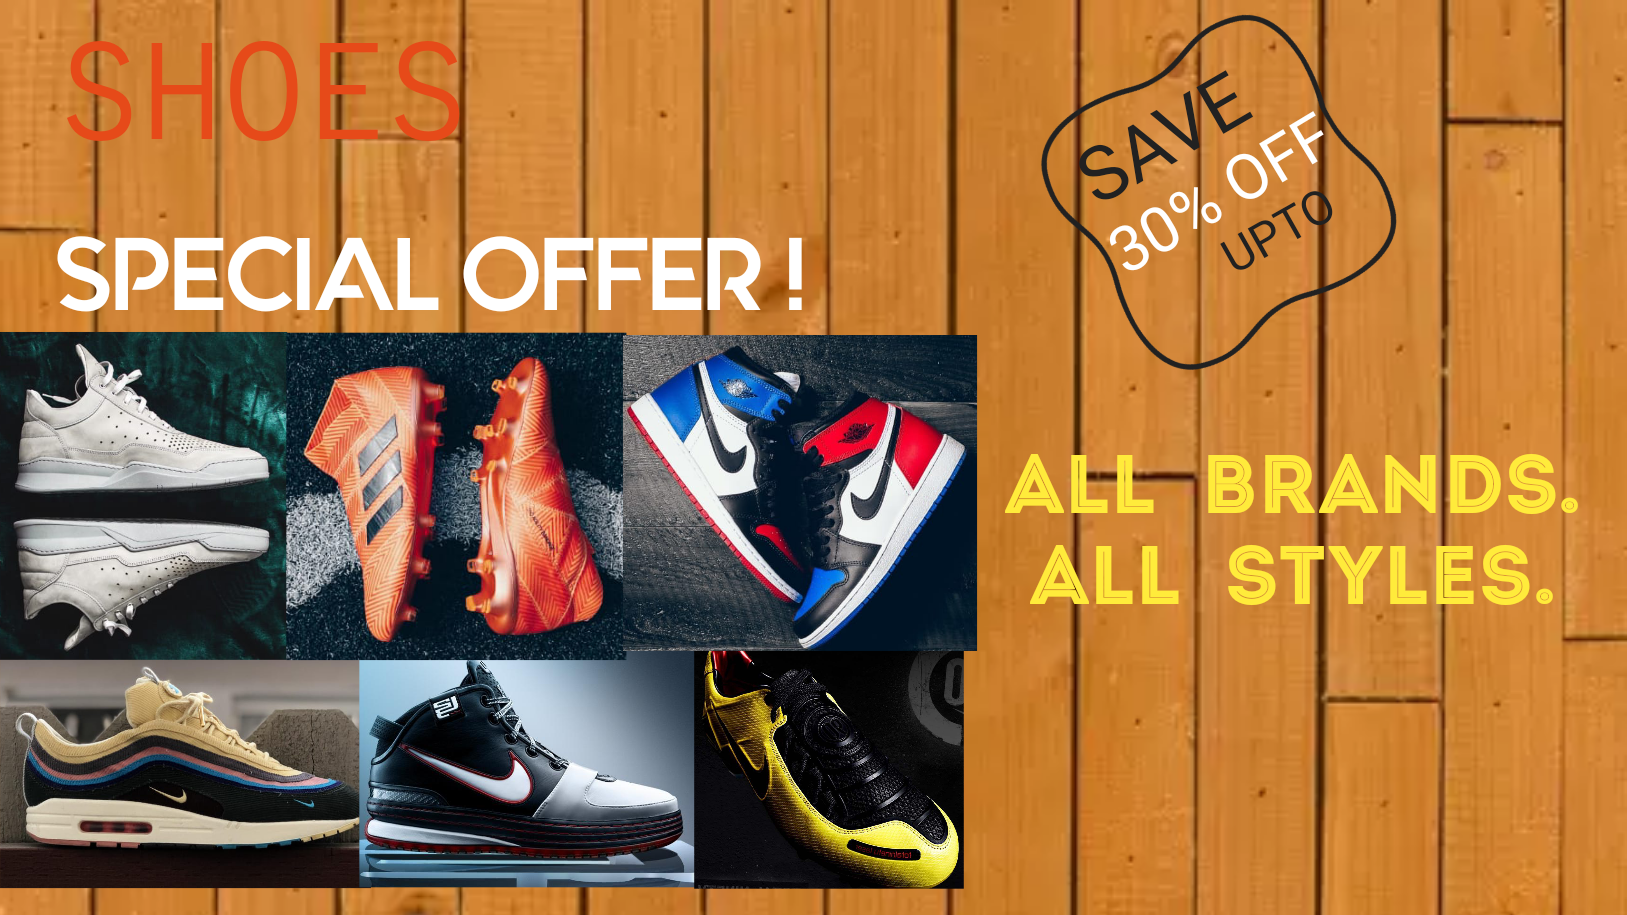 SHOES
SPECIAL OFFER !
SAVE
30% OFF
UPTO
ALL BRANDS.
ALL STYLES.